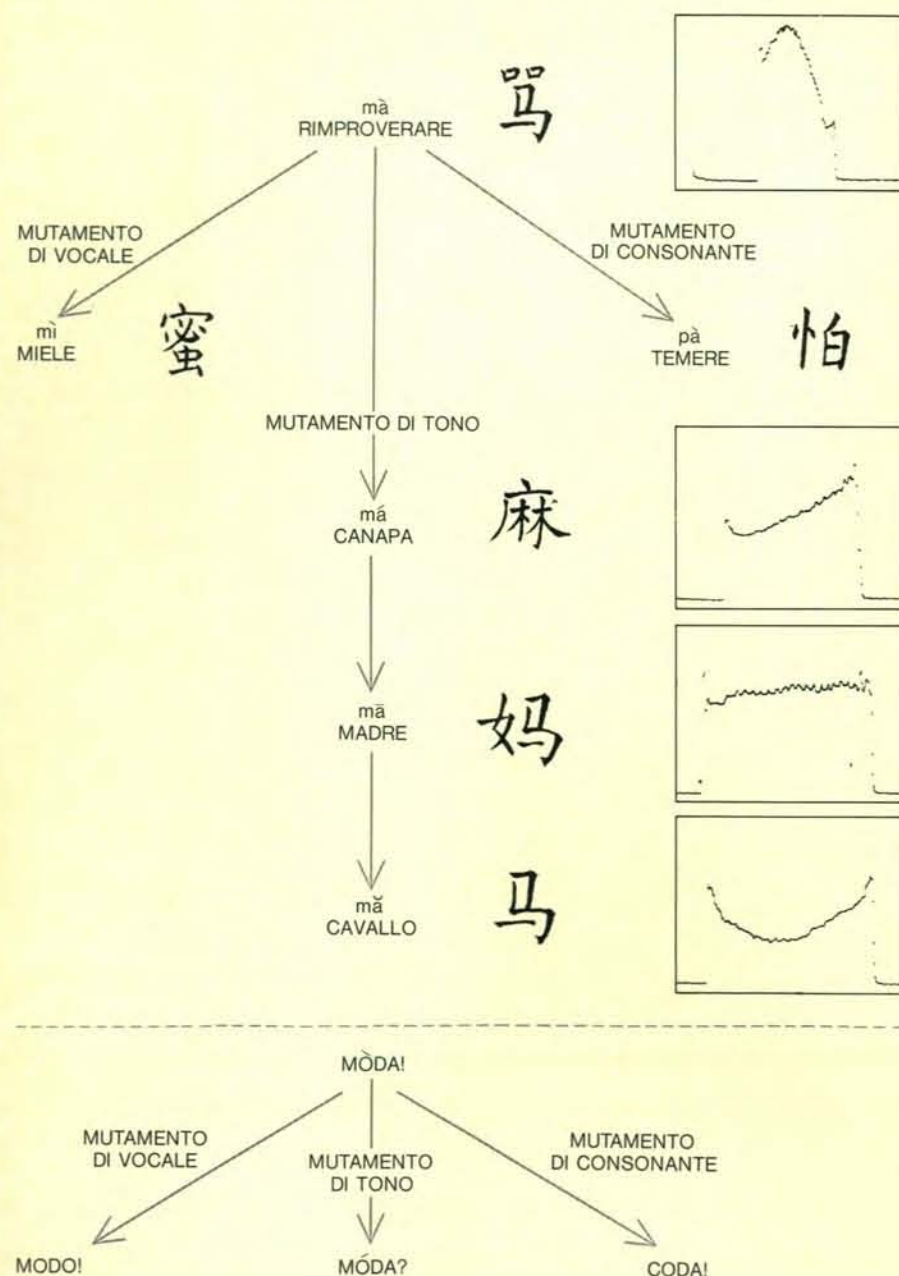 mà
RIMPROVERARE
骂
MUTAMENTO
DI VOCALE
MUTAMENTO
DI CONSONANTE
mì
MIELE
蜜
pà
TEMERE
怕
MUTAMENTO DI TONO
má
CANAPA
麻
mā
MADRE
妈
mă
CAVALLO
马
MÒDA!
MUTAMENTO
DI VOCALE
MUTAMENTO
DI TONO
MUTAMENTO
DI CONSONANTE
MODO!
MÓDA?
CODA!